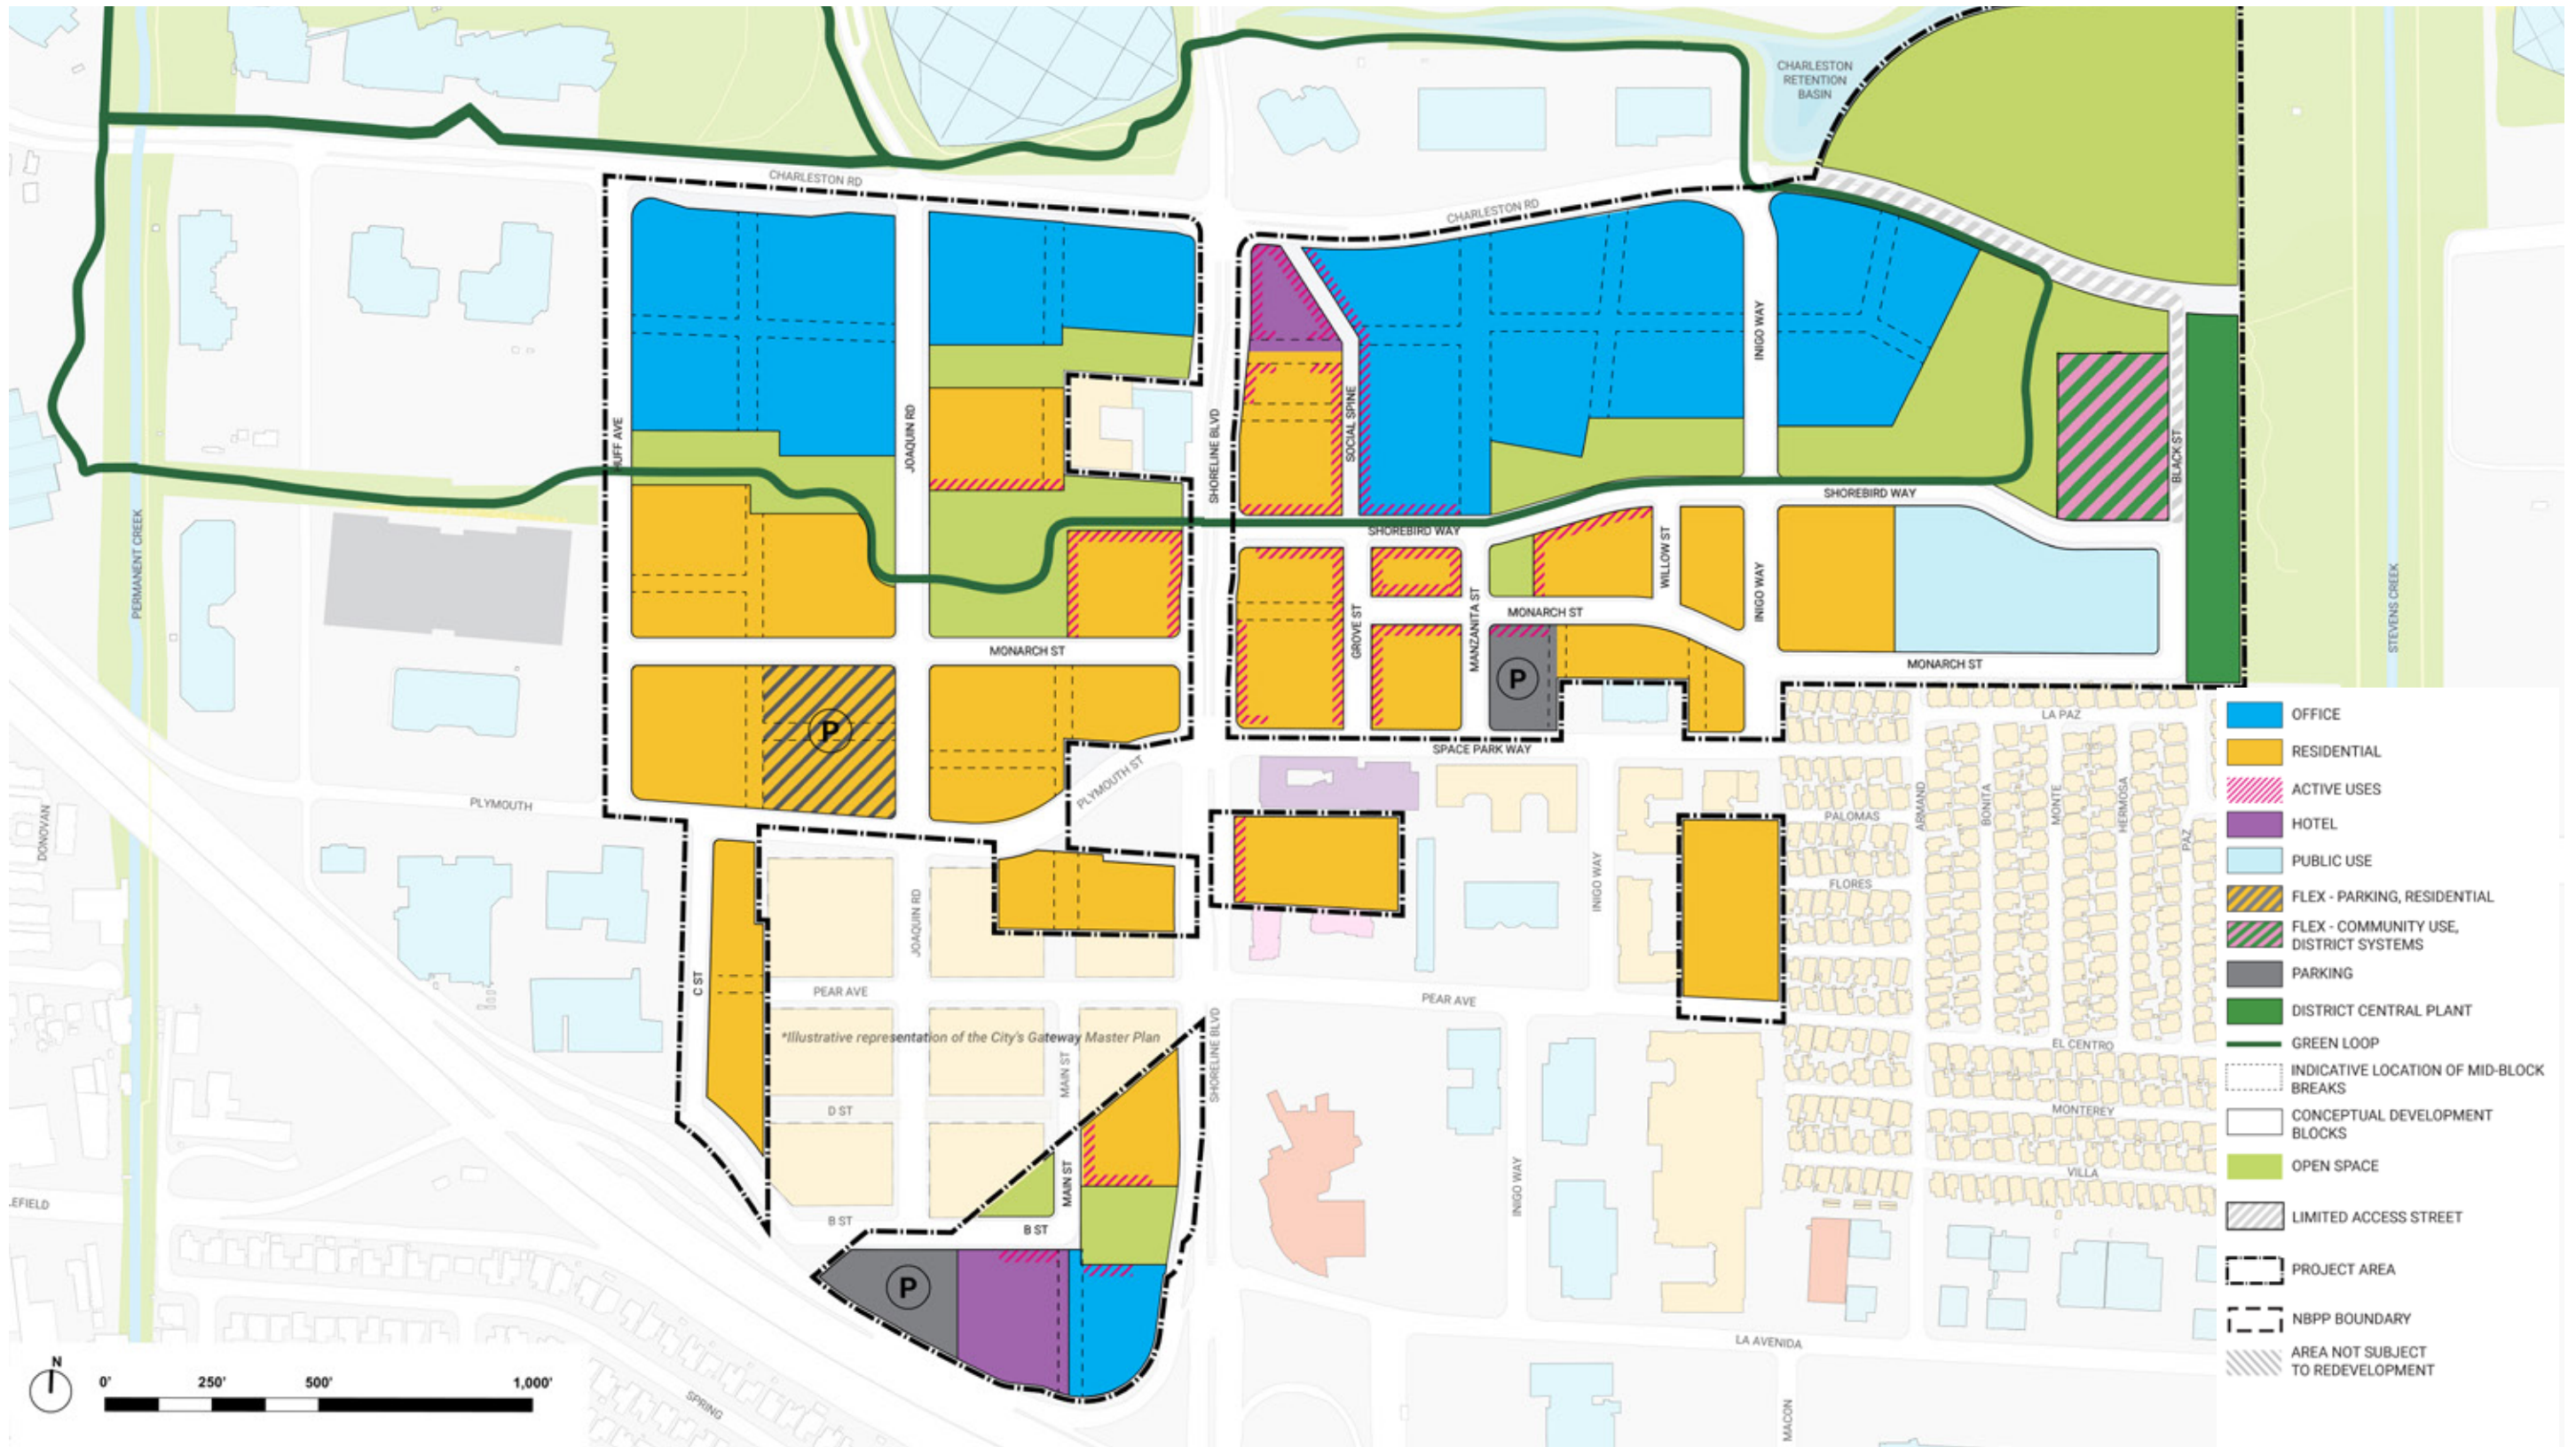 CHARLESTON
RETENTION
BASIN
CHARLESTON RD
CHARLESTON RD
HUFF AVE
JOAQUIN RD
SHORELINE BLVD
SOCIAL SPINE
INIGO WAY
BLACK ST
PERMANENT CREEK
STEVENS CREEK
SHOREBIRD WAY
SHOREBIRD WAY
WILLOW ST
INIGO WAY
GROVE ST
MANZANITA ST
MONARCH ST
MONARCH ST
MONARCH ST
P
P
SPACE PARK WAY
PLYMOUTH ST
PLYMOUTH
DONOVAN
LA PAZ
ARMAND
BONITA
MONTE
HERMOSA
PAZ
PALOMAS
FLORES
INIGO WAY
JOAQUIN RD
C ST
PEAR AVE
PEAR AVE
*Illustrative representation of the City's Gateway Master Plan
MAIN ST
SHORELINE BLVD
EL CENTRO
D ST
MONTEREY
MAIN ST
INIGO WAY
VILLA
LEFIELD
B ST
B ST
P
LA AVENIDA
SPRING
MACON
N
0' 250' 500' 1,000'
OFFICE
RESIDENTIAL
ACTIVE USES
HOTEL
PUBLIC USE
FLEX - PARKING, RESIDENTIAL
FLEX - COMMUNITY USE,
DISTRICT SYSTEMS
PARKING
DISTRICT CENTRAL PLANT
GREEN LOOP
INDICATIVE LOCATION OF MID-BLOCK
BREAKS
CONCEPTUAL DEVELOPMENT
BLOCKS
OPEN SPACE
LIMITED ACCESS STREET
PROJECT AREA
NBPP BOUNDARY
AREA NOT SUBJECT
TO REDEVELOPMENT